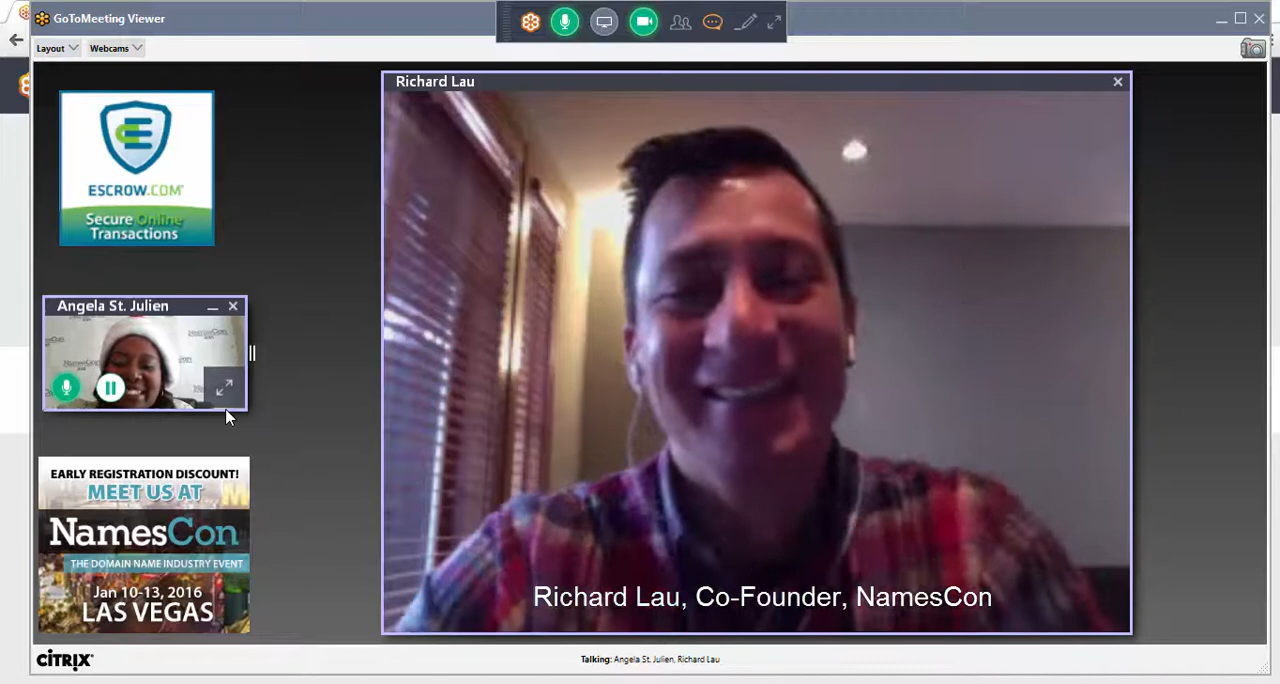 GoToMeeting Viewer
Layout
Webcams
Richard Lau
ESCROW.COM
Secure Online
Transactions
Angela St. Julien
EARLY REGISTRATION DISCOUNT!
MEET US AT
NamesCon
THE DOMAIN NAME INDUSTRY EVENT
Jan 10-13, 2016
LAS VEGAS
Richard Lau, Co-Founder, NamesCon
CİTRIX
Talking: Angela St. Julien, Richard Lau